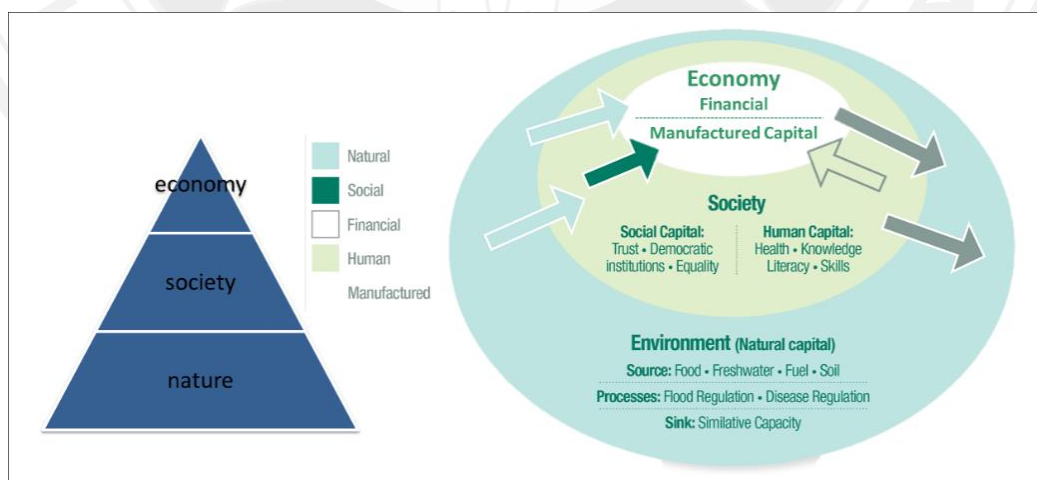 economy
society
nature
Natural
Social
Financial
Human
Manufactured
Economy
Financial
Manufactured Capital
Society
Social Capital:
Trust • Democratic
institutions • Equality
Human Capital:
Health • Knowledge
Literacy • Skills
Environment (Natural capital)
Source: Food • Freshwater • Fuel • Soil
Processes: Flood Regulation • Disease Regulation
Sink: Similative Capacity